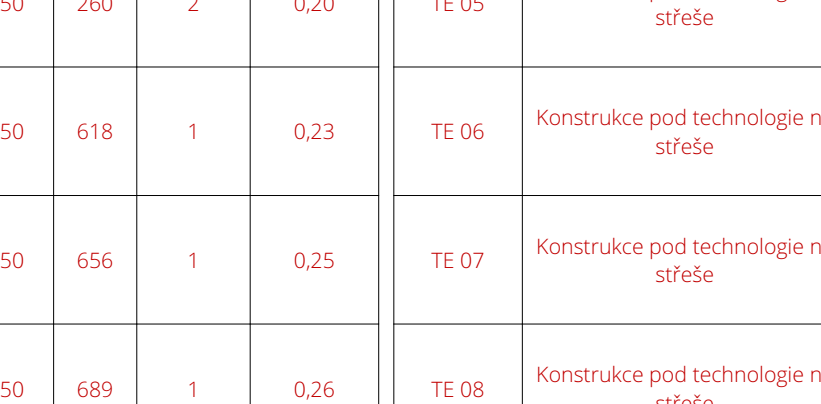 50 260 2 0,20 TE 05
střeše
Konstrukce pod technologie n
50 618 1 0,23 TE 06
střeše
Konstrukce pod technologie n
50 656 1 0,25 TE 07
střeše
Konstrukce pod technologie n
50 689 1 0,26 TE 08
střeše